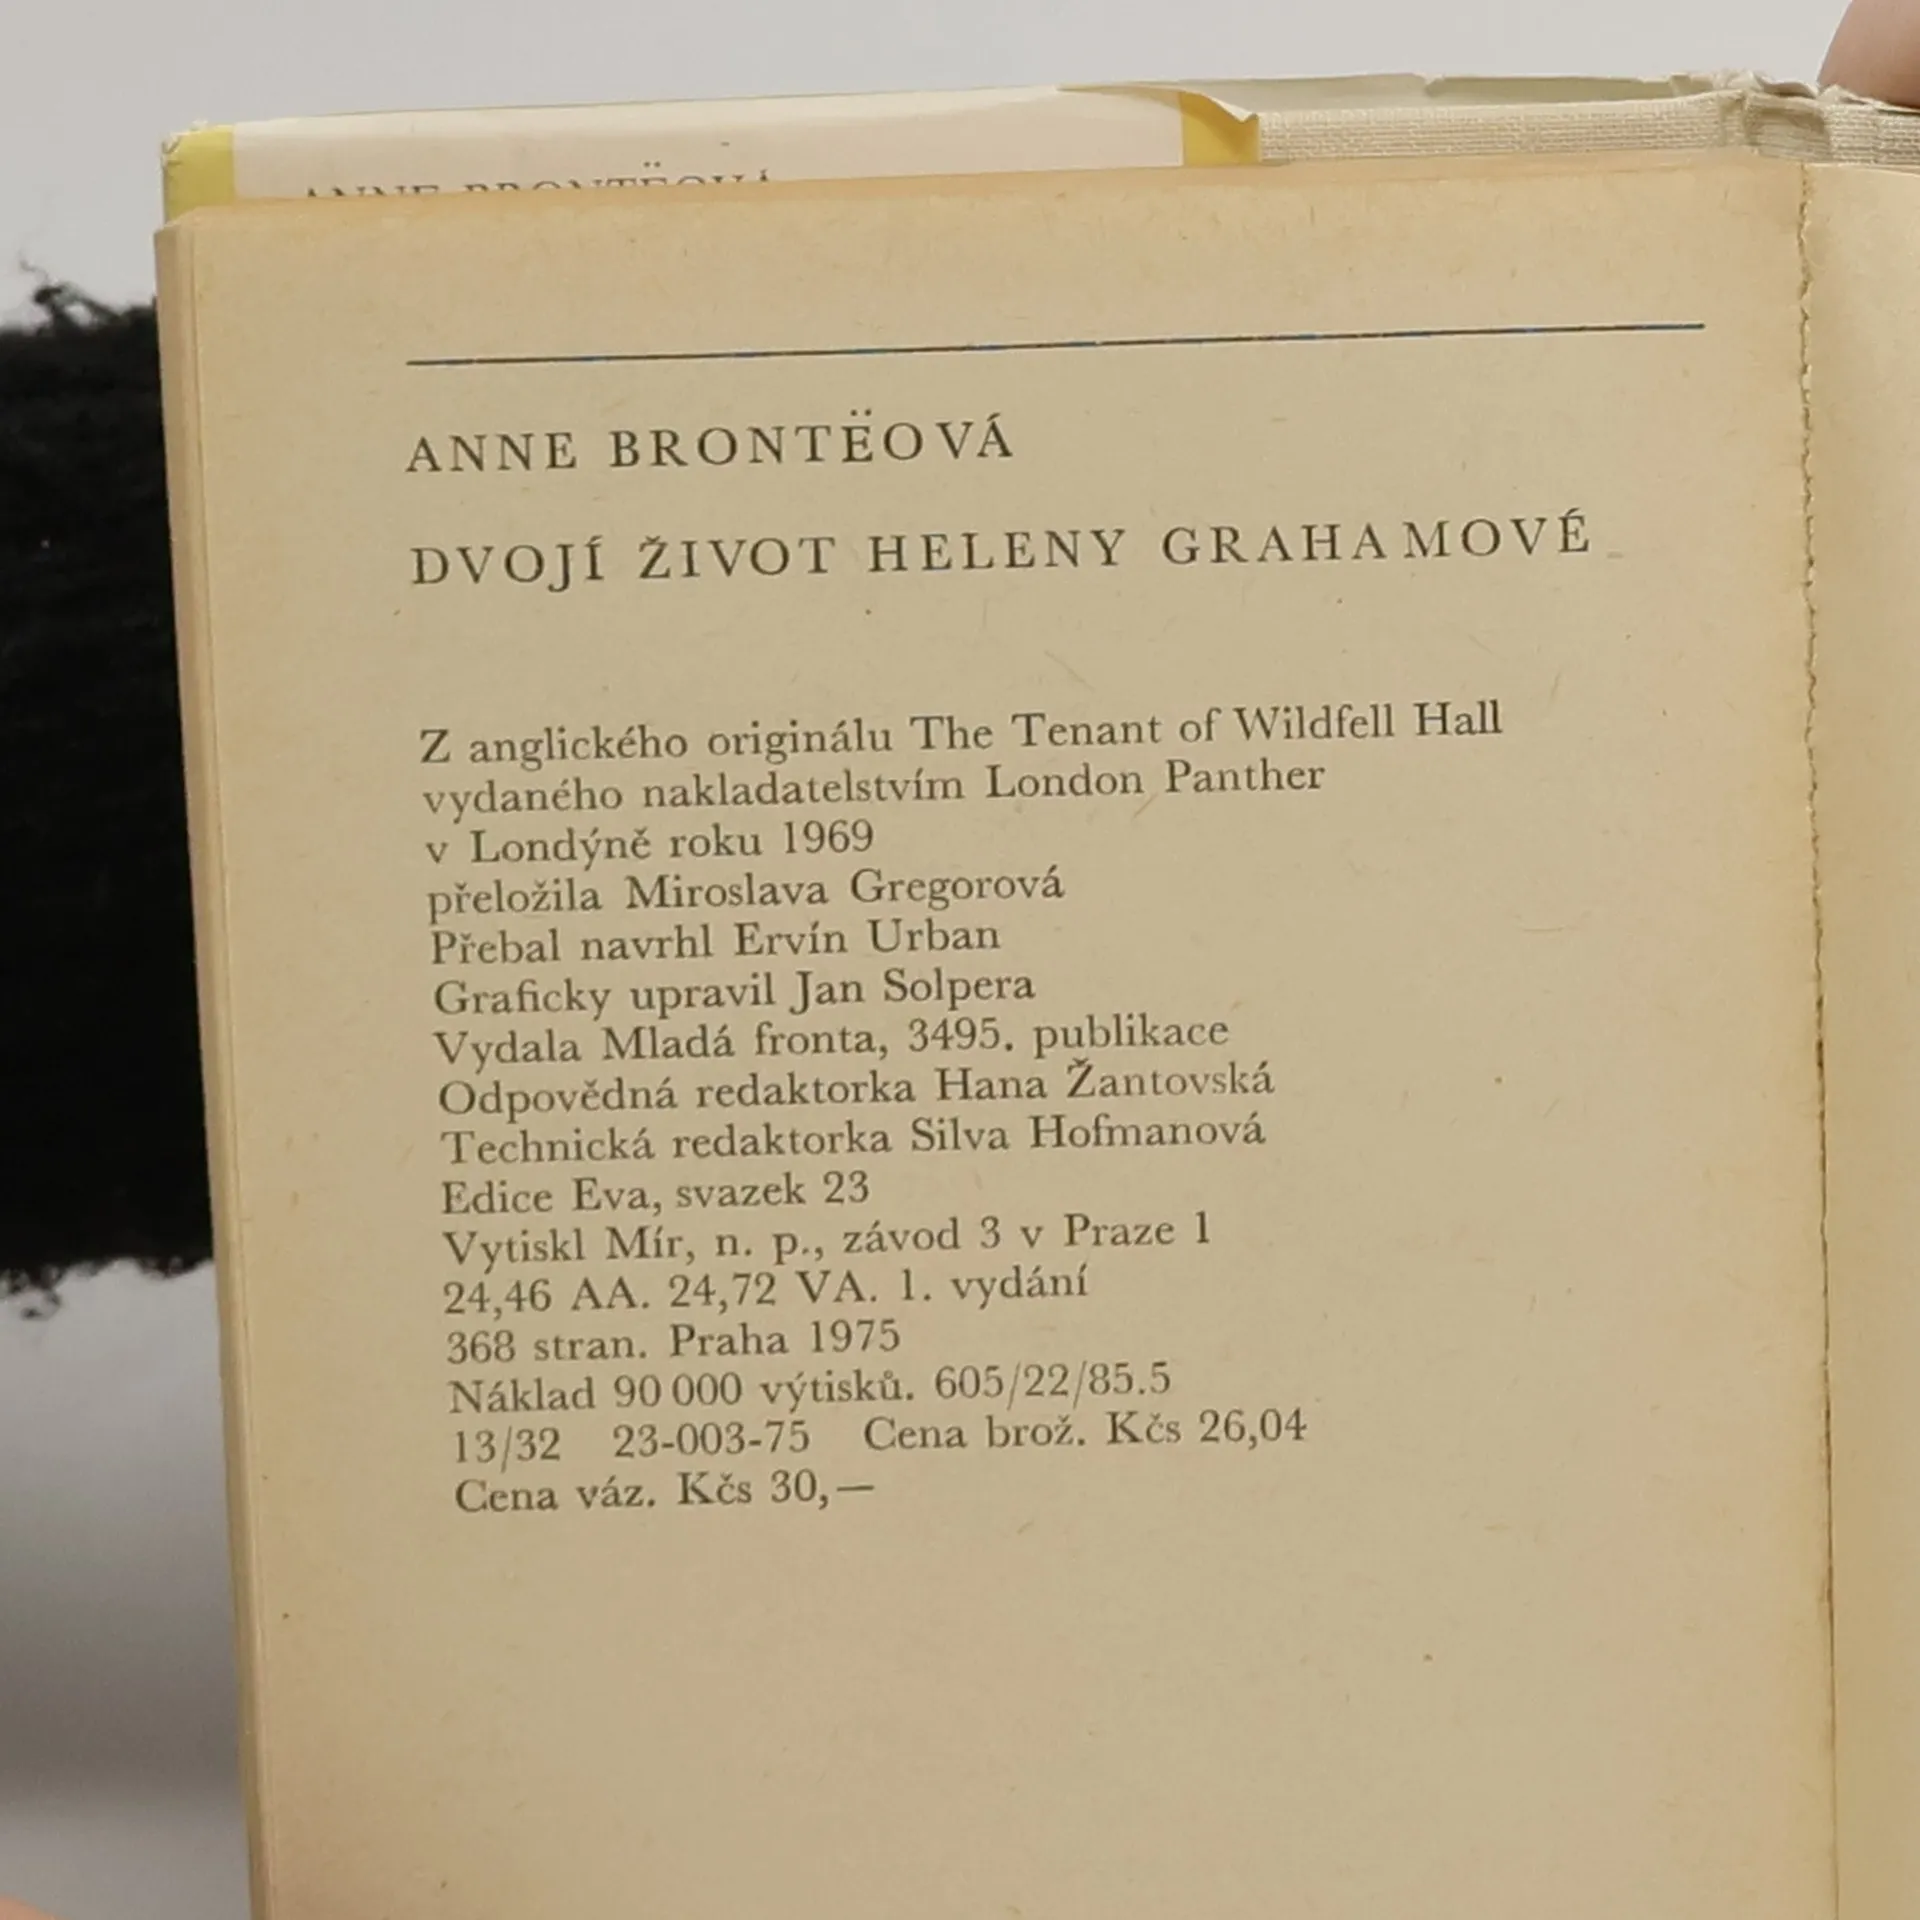 ANNE BRONTËOVÁ
ANNE BRONTËOVÁ
DVOJÍ ŽIVOT HELENY GRAHAMOVÉ
Z anglického originálu The Tenant of Wildfell Hall
vydaného nakladatelstvím London Panther
v Londýně roku 1969
přeložila Miroslava Gregorová
Přebal navrhl Ervín Urban
Graficky upravil Jan Solpera
Vydala Mladá fronta, 3495. publikace
Odpovědná redaktorka Hana Žantovská
Technická redaktorka Silva Hofmanová
Edice Eva, svazek 23
Vytiskl Mír, n. p., závod 3 v Praze 1
24,46 AA. 24,72 VA. 1. vydání
368 stran. Praha 1975
Náklad 90 000 výtisků. 605/22/85.5
13/32 23-003-75 Cena brož. Kčs 26,04
Cena váz. Kčs 30,—